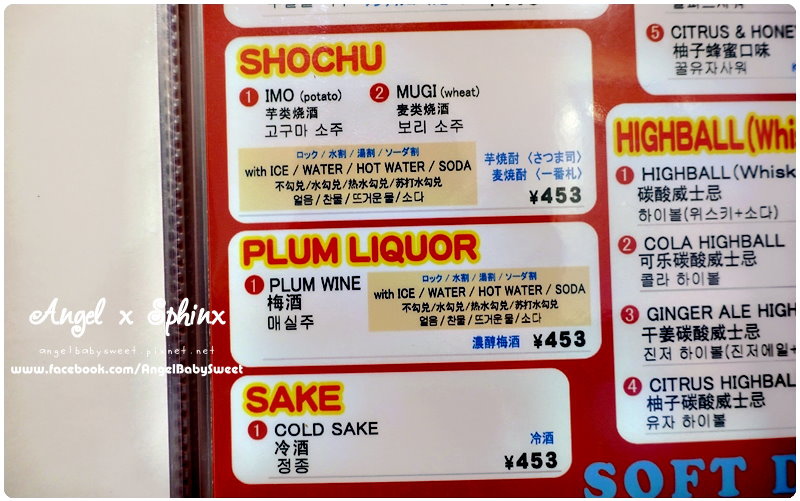 SHOCHU
1 IMO (potato)
芋类烧酒
고구마 소주
2 MUGI (wheat)
麦类烧酒
보리 소주
ロック / 水割 / 湯割 / ソーダ割
with ICE / WATER / HOT WATER / SODA
不勾兑/水勾兑/热水勾兑/苏打水勾兑
얼음 / 찬물 / 뜨거운 물 / 소다
芋焼酎〈さつま司〉
麦焼酎〈一番札〉
¥453
PLUM LIQUOR
1 PLUM WINE
梅酒
매실주
ロック / 水割 / 湯割 / ソーダ割
with ICE / WATER / HOT WATER / SODA
不勾兑/水勾兑/热水勾兑/苏打水勾兑
얼음 / 찬물 / 뜨거운 물 / 소다
濃醇梅酒 ¥453
SAKE
1 COLD SAKE
冷酒
정종
冷酒
¥453
5 CITRUS & HONEY
柚子蜂蜜口味
꿀유자사워
HIGHBALL(Whis
1 HIGHBALL(Whisk
碳酸威士忌
하이볼(위스키+소다)
2 COLA HIGHBALL
可乐碳酸威士忌
콜라 하이볼
3 GINGER ALE HIGH
干姜碳酸威士忌
진저 하이볼(진저에일+
4 CITRUS HIGHBAL
柚子碳酸威士忌
유자 하이볼
SOFT D
Angel x Sphinx
angelbabysweet.pixnet.net
www.facebook.com/AngelBabySweet